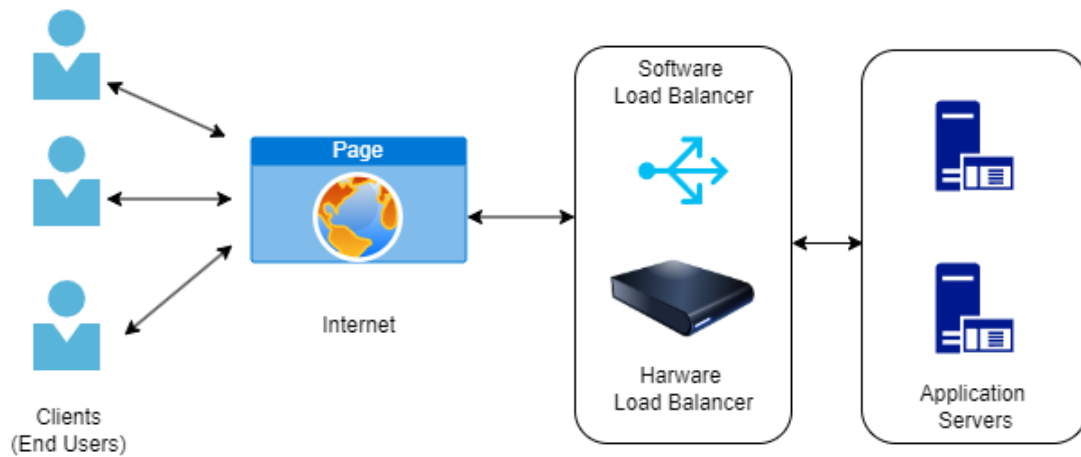 Software
Load Balancer
Page
Internet
Harware
Load Balancer
Application
Servers
Clients
(End Users)